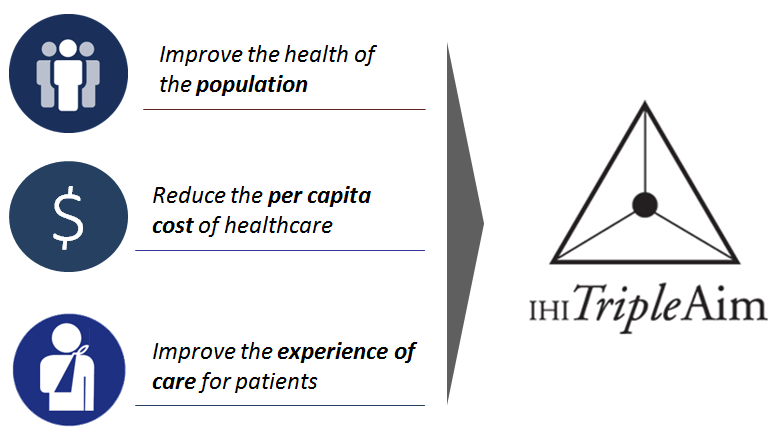 Improve the health of
the population
$
Reduce the per capita
cost of healthcare
Improve the experience of
care for patients
IHI TripleAim